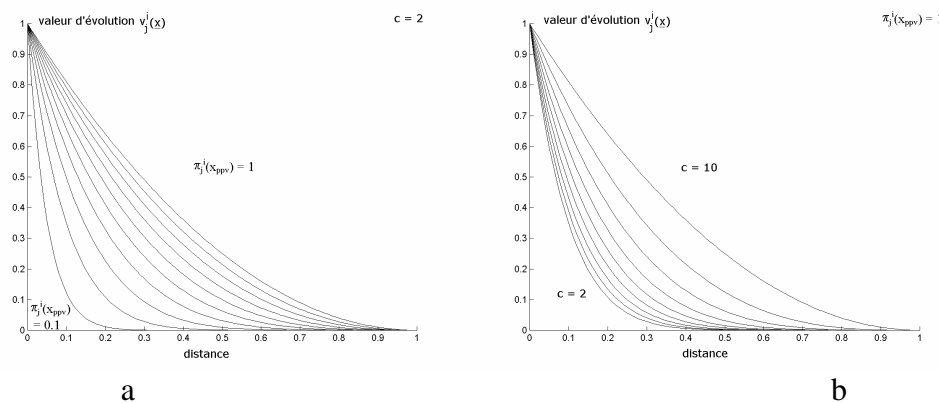 valeur d'évolution v_j^i(x)
c = 2
1
0.9
0.8
0.7
0.6
0.5
0.4
0.3
0.2
0.1
0
π_j^i(x_ppv) = 1
π_j^i(x_ppv)
= 0.1
0 0.1 0.2 0.3 0.4 0.5 0.6 0.7 0.8 0.9 1
distance
a
valeur d'évolution v_j^i(x)
π_j^i(x_ppv) =
1
0.9
0.8
0.7
0.6
0.5
0.4
0.3
0.2
0.1
0
c = 10
c = 2
0 0.1 0.2 0.3 0.4 0.5 0.6 0.7 0.8 0.9 1
distance
b